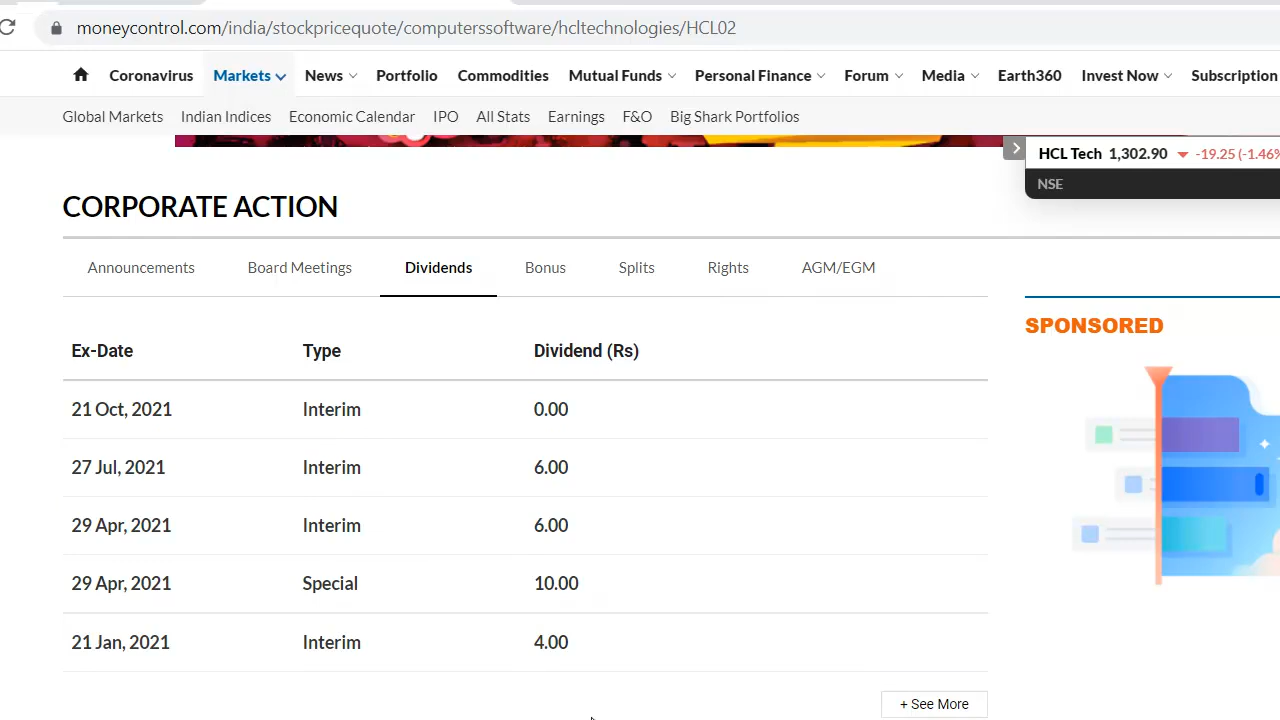 moneycontrol.com/india/stockpricequote/computerssoftware/hcltechnologies/HCL02
Coronavirus Markets News Portfolio Commodities Mutual Funds Personal Finance Forum Media Earth360 Invest Now Subscription
Global Markets Indian Indices Economic Calendar IPO All Stats Earnings F&O Big Shark Portfolios
HCL Tech 1,302.90 -19.25 (-1.46%
NSE
CORPORATE ACTION
Announcements Board Meetings Dividends Bonus Splits Rights AGM/EGM
SPONSORED
Ex-Date Type Dividend (Rs)
21 Oct, 2021 Interim 0.00
27 Jul, 2021 Interim 6.00
29 Apr, 2021 Interim 6.00
29 Apr, 2021 Special 10.00
21 Jan, 2021 Interim 4.00
+ See More